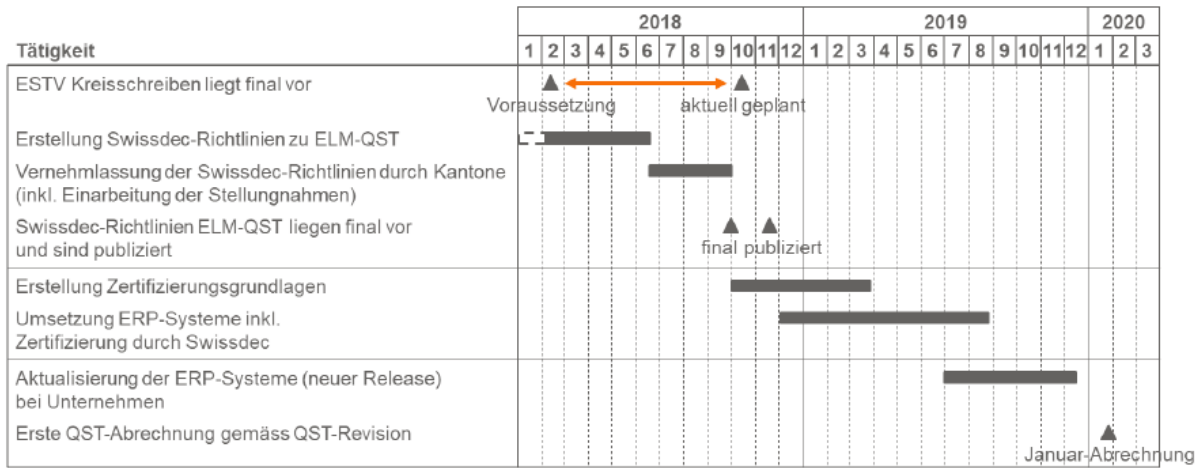 2018 2019 2020
Tätigkeit 1 2 3 4 5 6 7 8 9 10 11 12 1 2 3 4 5 6 7 8 9 10 11 12 1 2 3
ESTV Kreisschreiben liegt final vor
Voraussetzung aktuell geplant
Erstellung Swissdec-Richtlinien zu ELM-QST
Vernehmlassung der Swissdec-Richtlinien durch Kantone
(inkl. Einarbeitung der Stellungnahmen)
Swissdec-Richtlinien ELM-QST liegen final vor
und sind publiziert
final publiziert
Erstellung Zertifizierungsgrundlagen
Umsetzung ERP-Systeme inkl.
Zertifizierung durch Swissdec
Aktualisierung der ERP-Systeme (neuer Release)
bei Unternehmen
Erste QST-Abrechnung gemäss QST-Revision
Januar-Abrechnung